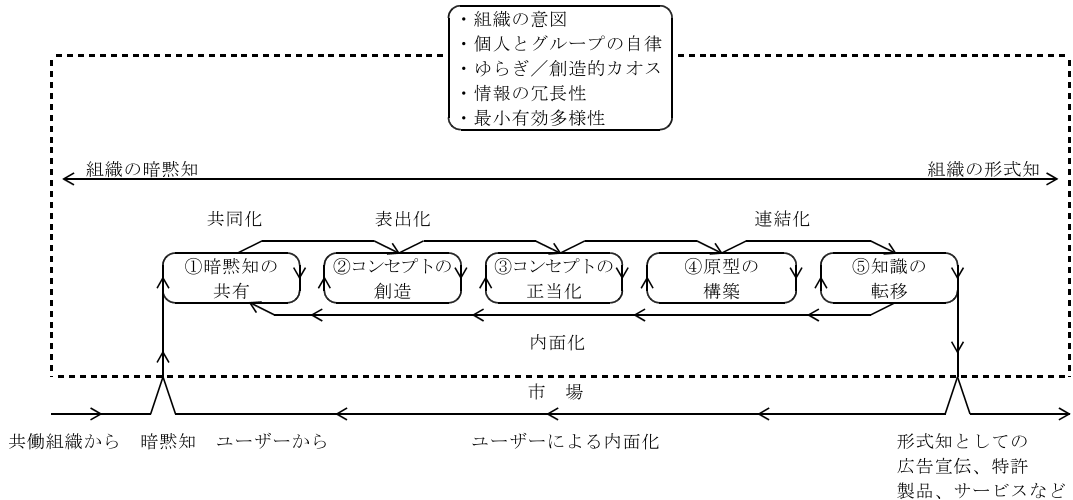 ・組織の意図
・個人とグループの自律
・ゆらぎ／創造的カオス
・情報の冗長性
・最小有効多様性
組織の暗黙知
組織の形式知
共同化
表出化
連結化
①暗黙知の
共有
②コンセプトの
創造
③コンセプトの
正当化
④原型の
構築
⑤知識の
転移
内面化
市　場
共働組織から
暗黙知
ユーザーから
ユーザーによる内面化
形式知としての
広告宣伝、特許
製品、サービスなど